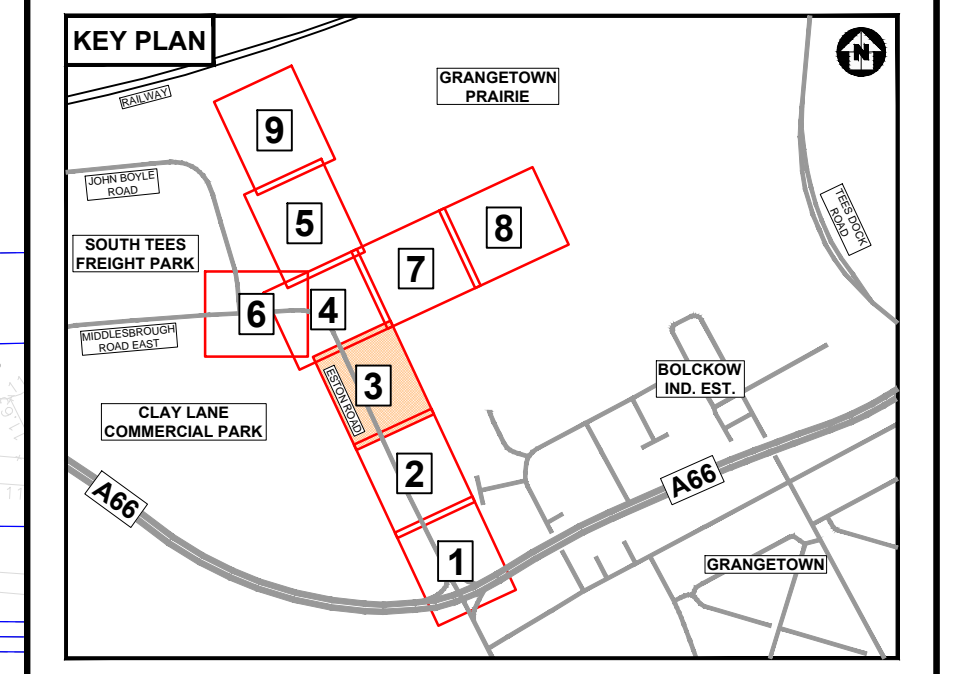 KEY PLAN
N
GRANGETOWN
PRAIRIE
RAILWAY
9
JOHN BOYLE
ROAD
TEES DOCK
ROAD
5
8
SOUTH TEES
FREIGHT PARK
7
6
4
MIDDLESBROUGH
ROAD EAST
3
ESTON ROAD
BOLCKOW
IND. EST.
CLAY LANE
COMMERCIAL PARK
2
A66
A66
1
GRANGETOWN